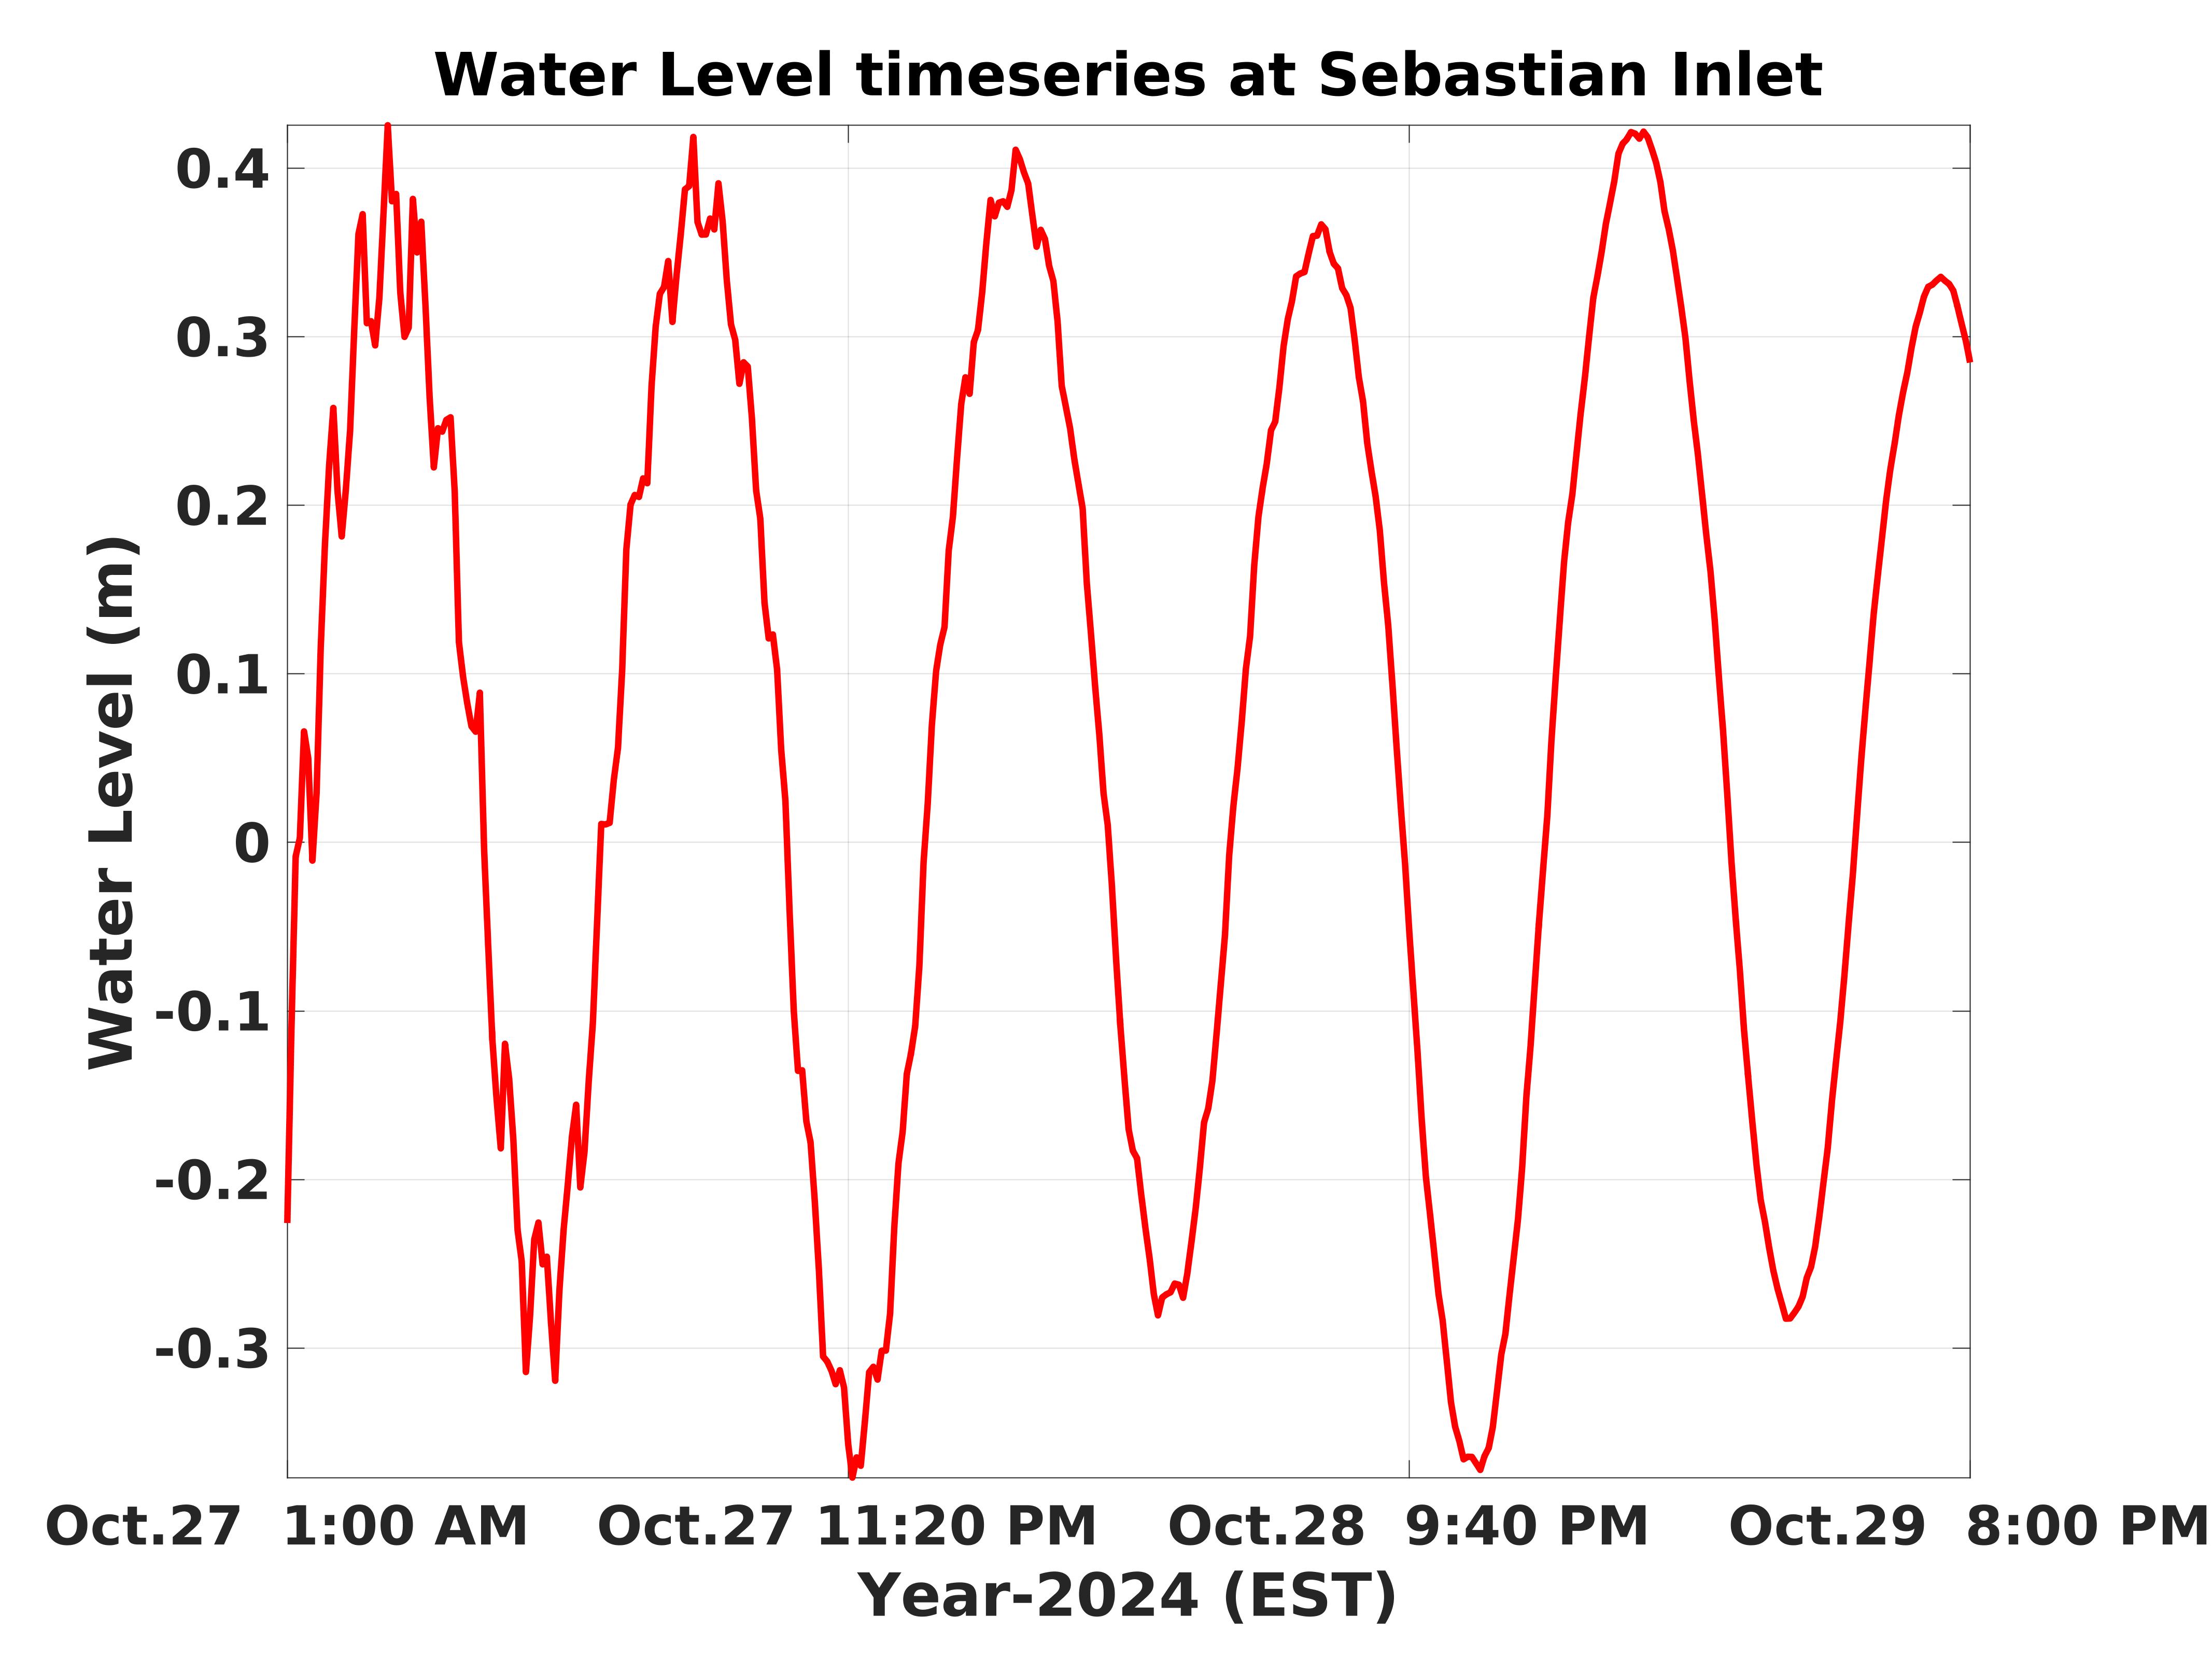 Water Level timeseries at Sebastian Inlet
0.4
0.3
0.2
0.1
0
-0.1
-0.2
-0.3
Water Level (m)
Oct.27 1:00 AM Oct.27 11:20 PM Oct.28 9:40 PM Oct.29 8:00 PM
Year-2024 (EST)